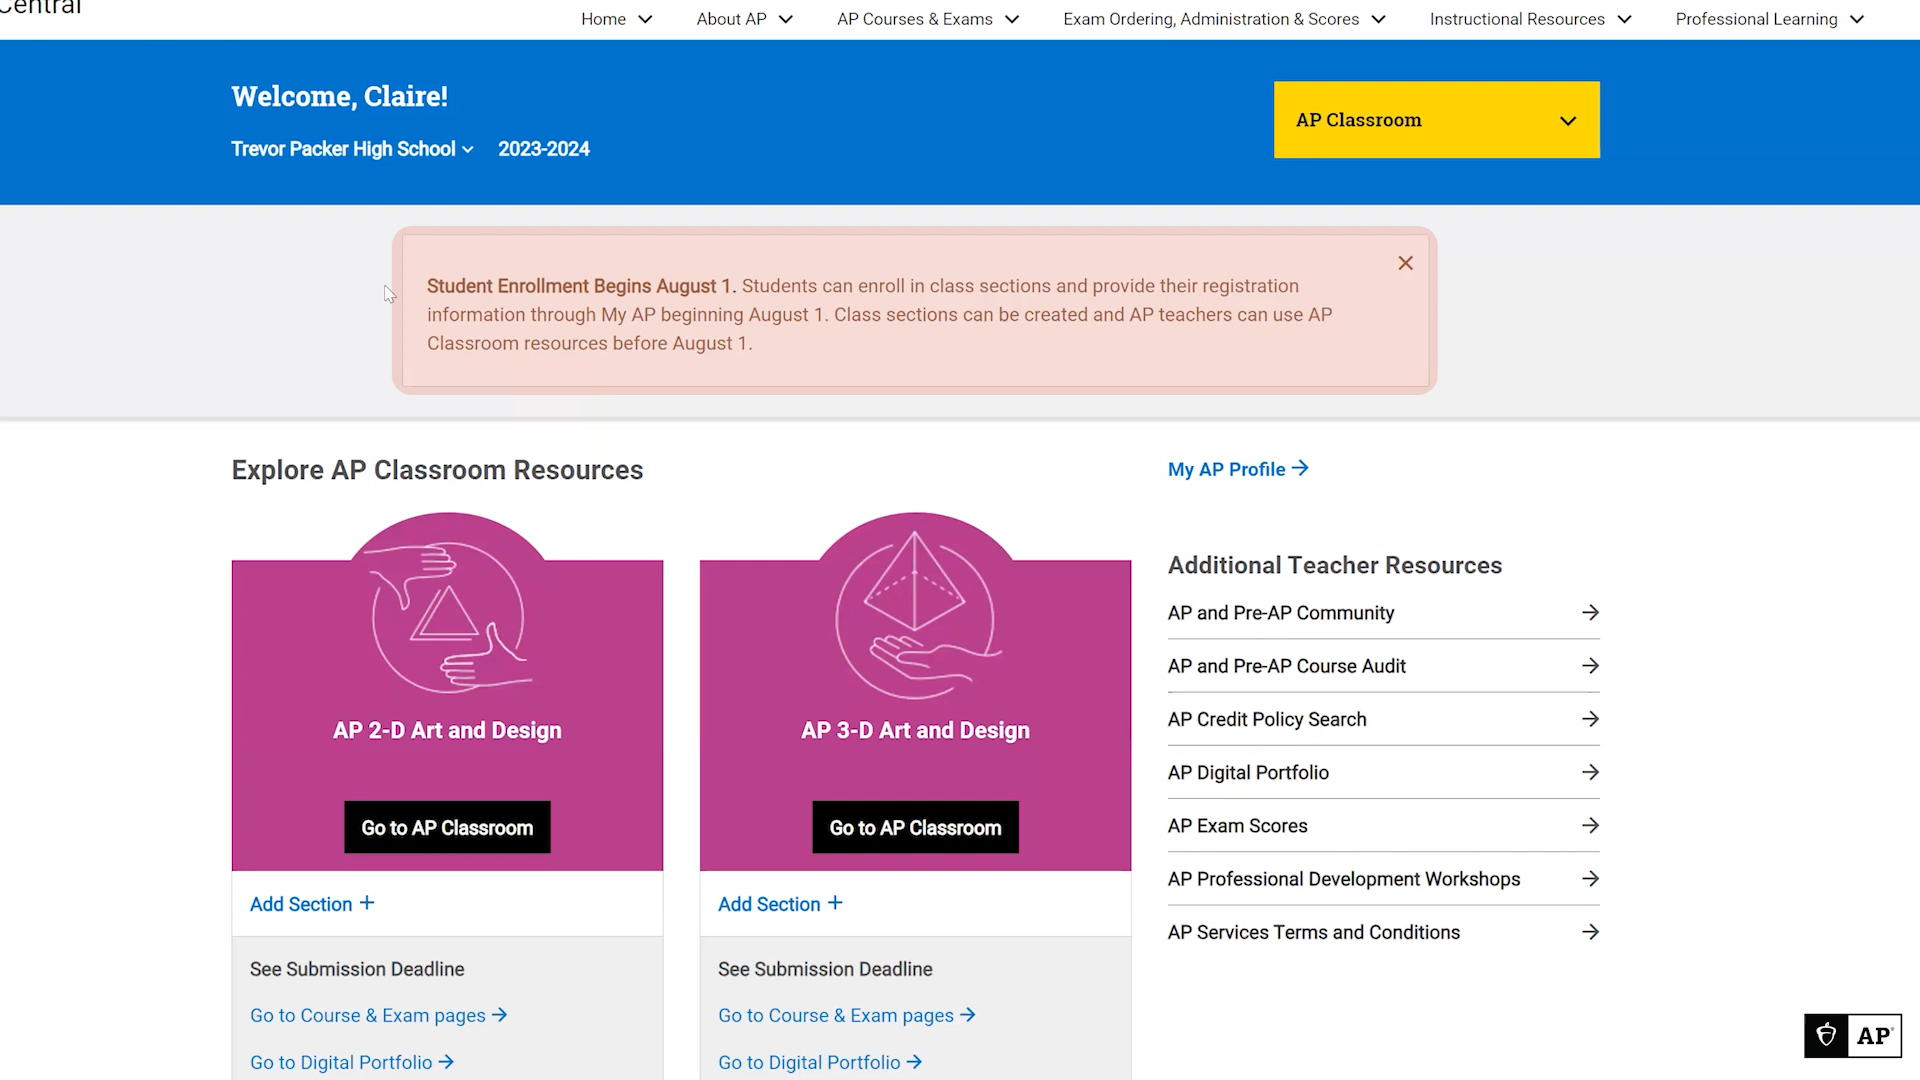 Central
Home
About AP
AP Courses & Exams
Exam Ordering, Administration & Scores
Instructional Resources
Professional Learning
Welcome, Claire!
AP Classroom
Trevor Packer High School
2023-2024
Student Enrollment Begins August 1. Students can enroll in class sections and provide their registration
information through My AP beginning August 1. Class sections can be created and AP teachers can use AP
Classroom resources before August 1.
Explore AP Classroom Resources
AP 2-D Art and Design
Go to AP Classroom
Add Section +
See Submission Deadline
Go to Course & Exam pages
Go to Digital Portfolio
AP 3-D Art and Design
Go to AP Classroom
Add Section +
See Submission Deadline
Go to Course & Exam pages
Go to Digital Portfolio
My AP Profile
Additional Teacher Resources
AP and Pre-AP Community
AP and Pre-AP Course Audit
AP Credit Policy Search
AP Digital Portfolio
AP Exam Scores
AP Professional Development Workshops
AP Services Terms and Conditions
AP